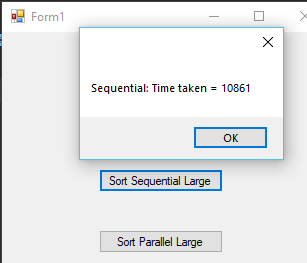 Form1
Sequential: Time taken = 10861
OK
Sort Sequential Large
Sort Parallel Large